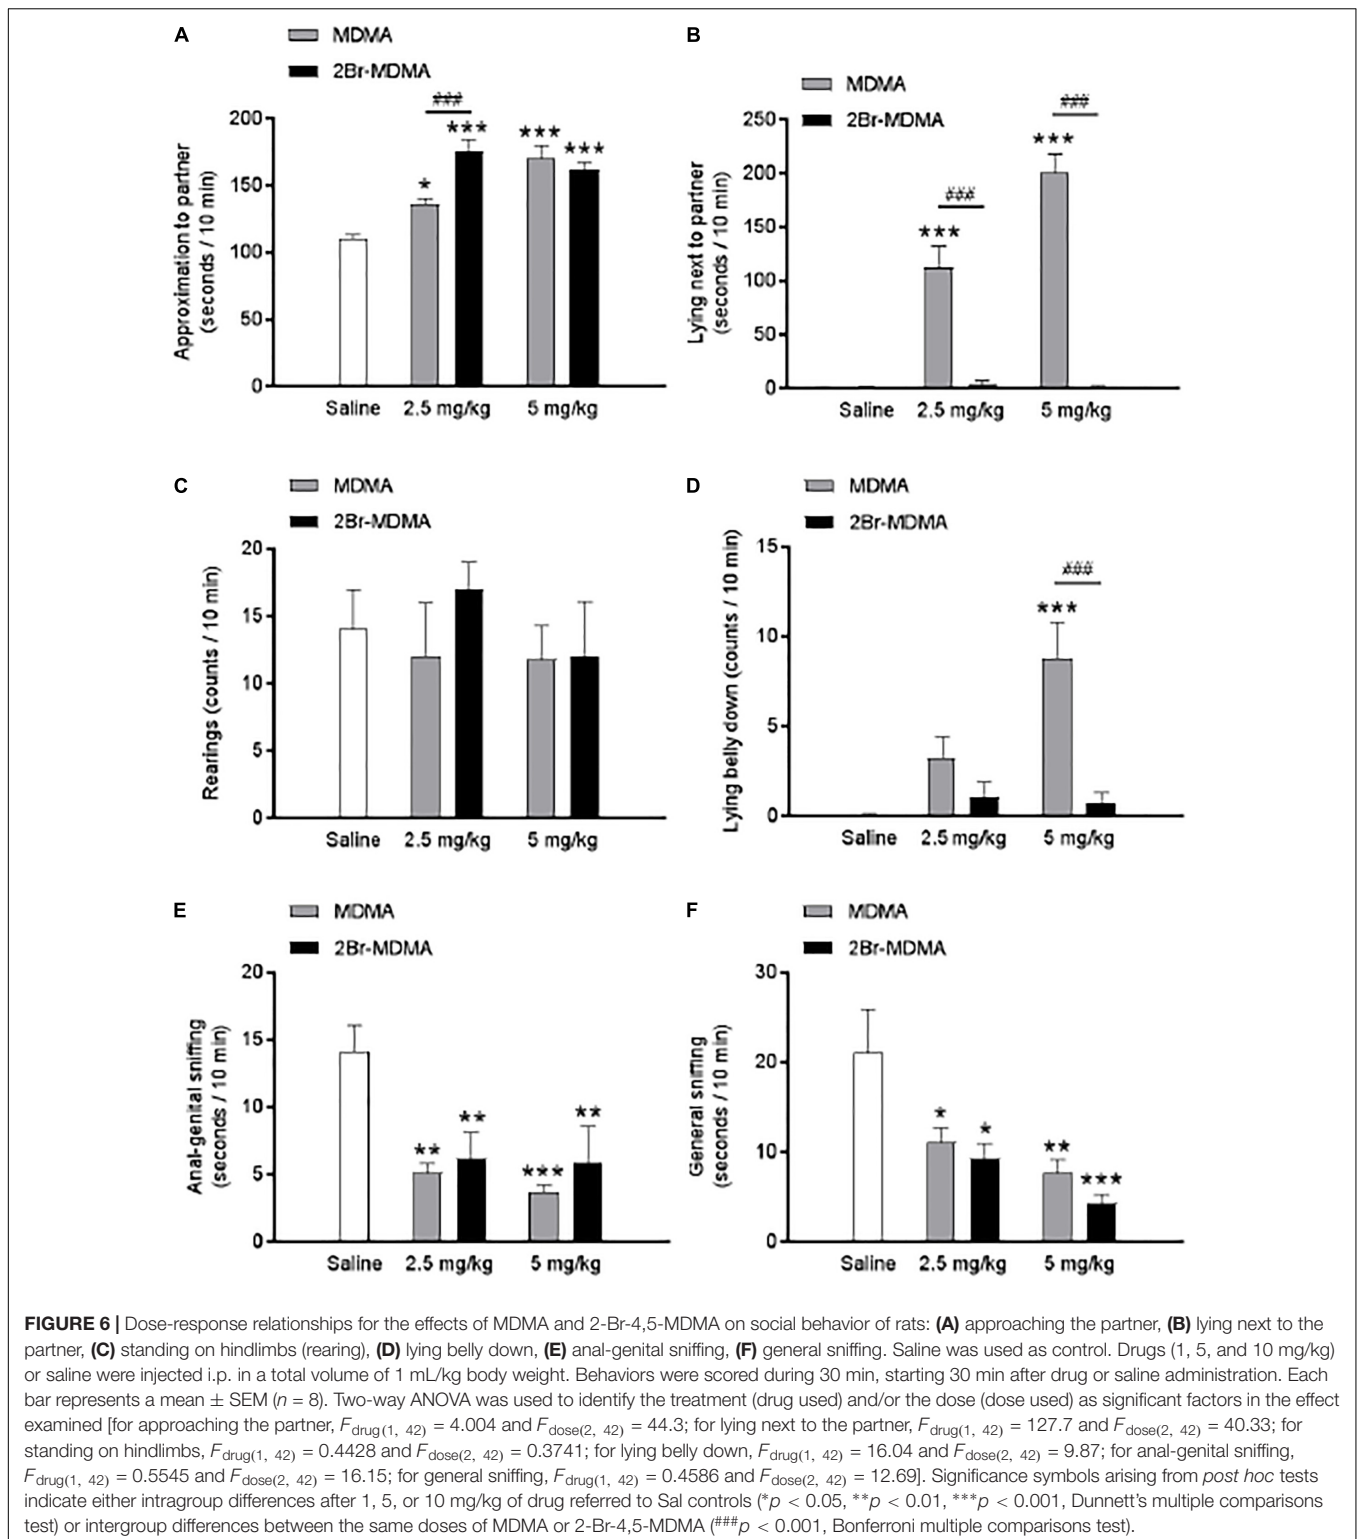 A
MDMA
2Br-MDMA
Approximation to partner
(seconds / 10 min)
200
150
100
50
0
###
***
*
***
***
Saline
2.5 mg/kg
5 mg/kg
B
MDMA
2Br-MDMA
Lying next to partner
(seconds / 10 min)
250
200
150
100
50
0
###
***
###
***
Saline
2.5 mg/kg
5 mg/kg
C
MDMA
2Br-MDMA
Rearings (counts / 10 min)
20
15
10
5
0
Saline
2.5 mg/kg
5 mg/kg
D
MDMA
2Br-MDMA
Lying belly down (counts / 10 min)
15
10
5
0
###
***
Saline
2.5 mg/kg
5 mg/kg
E
MDMA
2Br-MDMA
Anal-genital sniffing
(seconds / 10 min)
20
15
10
5
0
**
**
***
**
Saline
2.5 mg/kg
5 mg/kg
F
MDMA
2Br-MDMA
General sniffing
(seconds / 10 min)
30
20
10
0
*
*
**
***
Saline
2.5 mg/kg
5 mg/kg
FIGURE 6 | Dose-response relationships for the effects of MDMA and 2-Br-4,5-MDMA on social behavior of rats: (A) approaching the partner, (B) lying next to the
partner, (C) standing on hindlimbs (rearing), (D) lying belly down, (E) anal-genital sniffing, (F) general sniffing. Saline was used as control. Drugs (1, 5, and 10 mg/kg)
or saline were injected i.p. in a total volume of 1 mL/kg body weight. Behaviors were scored during 30 min, starting 30 min after drug or saline administration. Each
bar represents a mean ± SEM (n = 8). Two-way ANOVA was used to identify the treatment (drug used) and/or the dose (dose used) as significant factors in the effect
examined [for approaching the partner, Fdrug(1, 42) = 4.004 and Fdose(2, 42) = 44.3; for lying next to the partner, Fdrug(1, 42) = 127.7 and Fdose(2, 42) = 40.33; for
standing on hindlimbs, Fdrug(1, 42) = 0.4428 and Fdose(2, 42) = 0.3741; for lying belly down, Fdrug(1, 42) = 16.04 and Fdose(2, 42) = 9.87; for anal-genital sniffing,
Fdrug(1, 42) = 0.5545 and Fdose(2, 42) = 16.15; for general sniffing, Fdrug(1, 42) = 0.4586 and Fdose(2, 42) = 12.69]. Significance symbols arising from post hoc tests
indicate either intragroup differences after 1, 5, or 10 mg/kg of drug referred to Sal controls (*p < 0.05, **p < 0.01, ***p < 0.001, Dunnett's multiple comparisons
test) or intergroup differences between the same doses of MDMA or 2-Br-4,5-MDMA (###p < 0.001, Bonferroni multiple comparisons test).